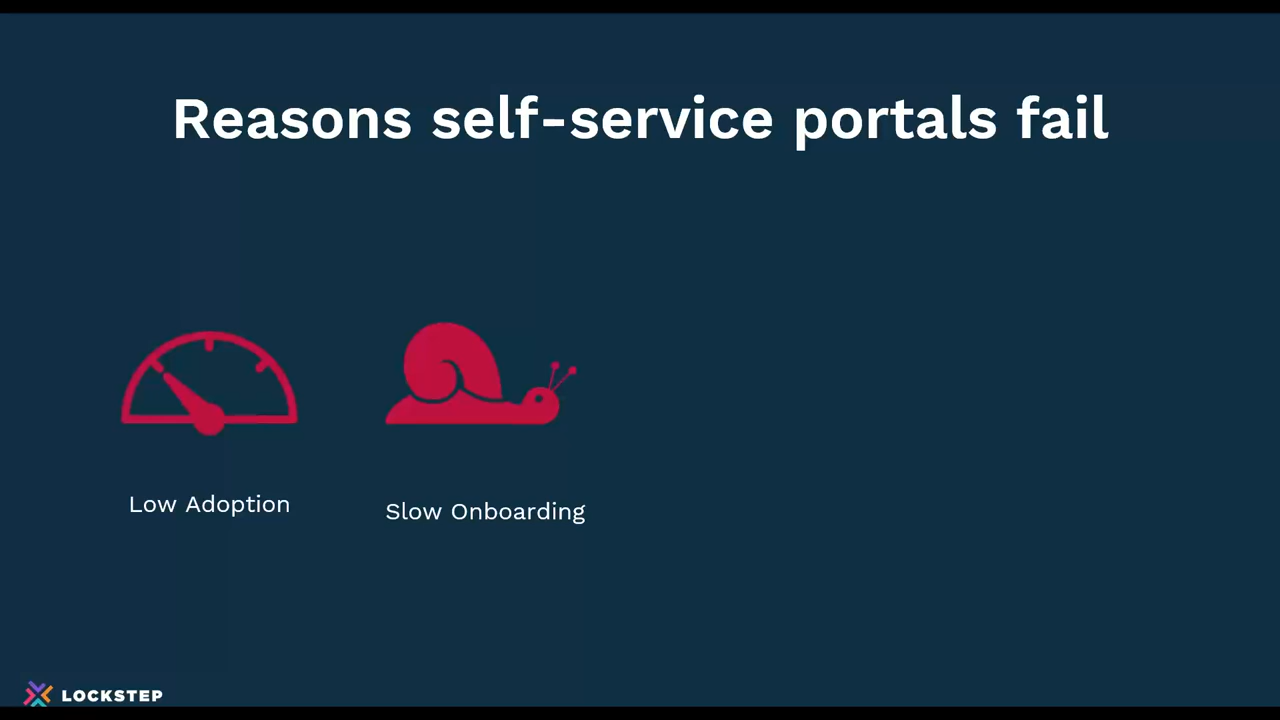 Reasons self-service portals fail
Low Adoption
Slow Onboarding
LOCKSTEP